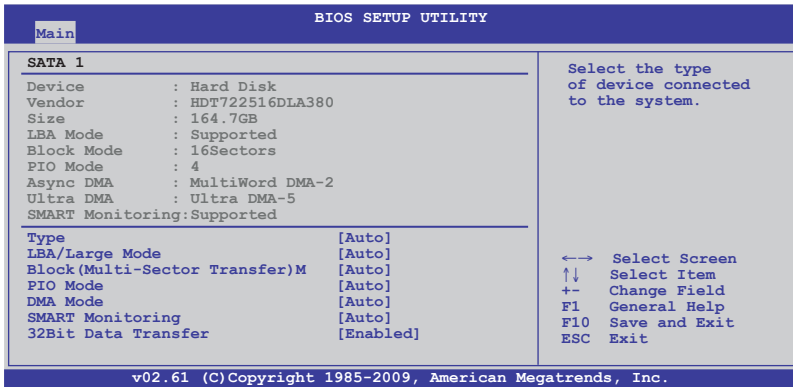 BIOS SETUP UTILITY
Main
SATA 1
Device : Hard Disk
Vendor : HDT722516DLA380
Size : 164.7GB
LBA Mode : Supported
Block Mode : 16Sectors
PIO Mode : 4
Async DMA : MultiWord DMA-2
Ultra DMA : Ultra DMA-5
SMART Monitoring:Supported
Type [Auto]
LBA/Large Mode [Auto]
Block(Multi-Sector Transfer)M [Auto]
PIO Mode [Auto]
DMA Mode [Auto]
SMART Monitoring [Auto]
32Bit Data Transfer [Enabled]
Select the type
of device connected
to the system.
←→ Select Screen
↑↓ Select Item
+- Change Field
F1 General Help
F10 Save and Exit
ESC Exit
v02.61 (C)Copyright 1985-2009, American Megatrends, Inc.